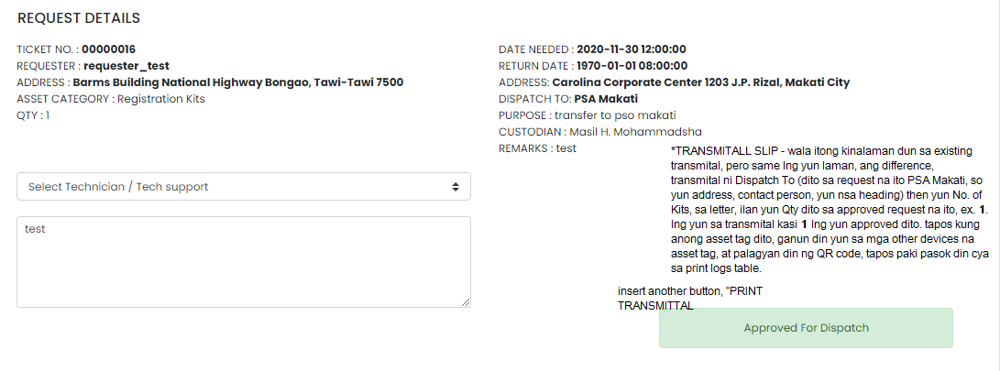 REQUEST DETAILS
TICKET NO. : 00000016
REQUESTER : requester_test
ADDRESS : Barms Building National Highway Bongao, Tawi-Tawi 7500
ASSET CATEGORY : Registration Kits
QTY : 1
DATE NEEDED : 2020-11-30 12:00:00
RETURN DATE : 1970-01-01 08:00:00
ADDRESS: Carolina Corporate Center 1203 J.P. Rizal, Makati City
DISPATCH TO: PSA Makati
PURPOSE : transfer to pso makati
CUSTODIAN : Masil H. Mohammadsha
REMARKS : test
*TRANSMITALL SLIP - wala itong kinalaman dun sa existing
transmital, pero same lng yun laman, ang difference,
transmital ni Dispatch To (dito sa request na ito PSA Makati, so
yun address, contact person, yun nsa heading) then yun No. of
Kits, sa letter, ilan yun Qty dito sa approved request na ito, ex. 1.
lng yun sa transmital kasi 1 lng yun approved dito. tapos kung
anong asset tag dito, ganun din yun sa mga other devices na
asset tag, at palagyan din ng QR code, tapos paki pasok din cya
sa print logs table.
Select Technician / Tech support
test
insert another button, "PRINT
TRANSMITTAL
Approved For Dispatch